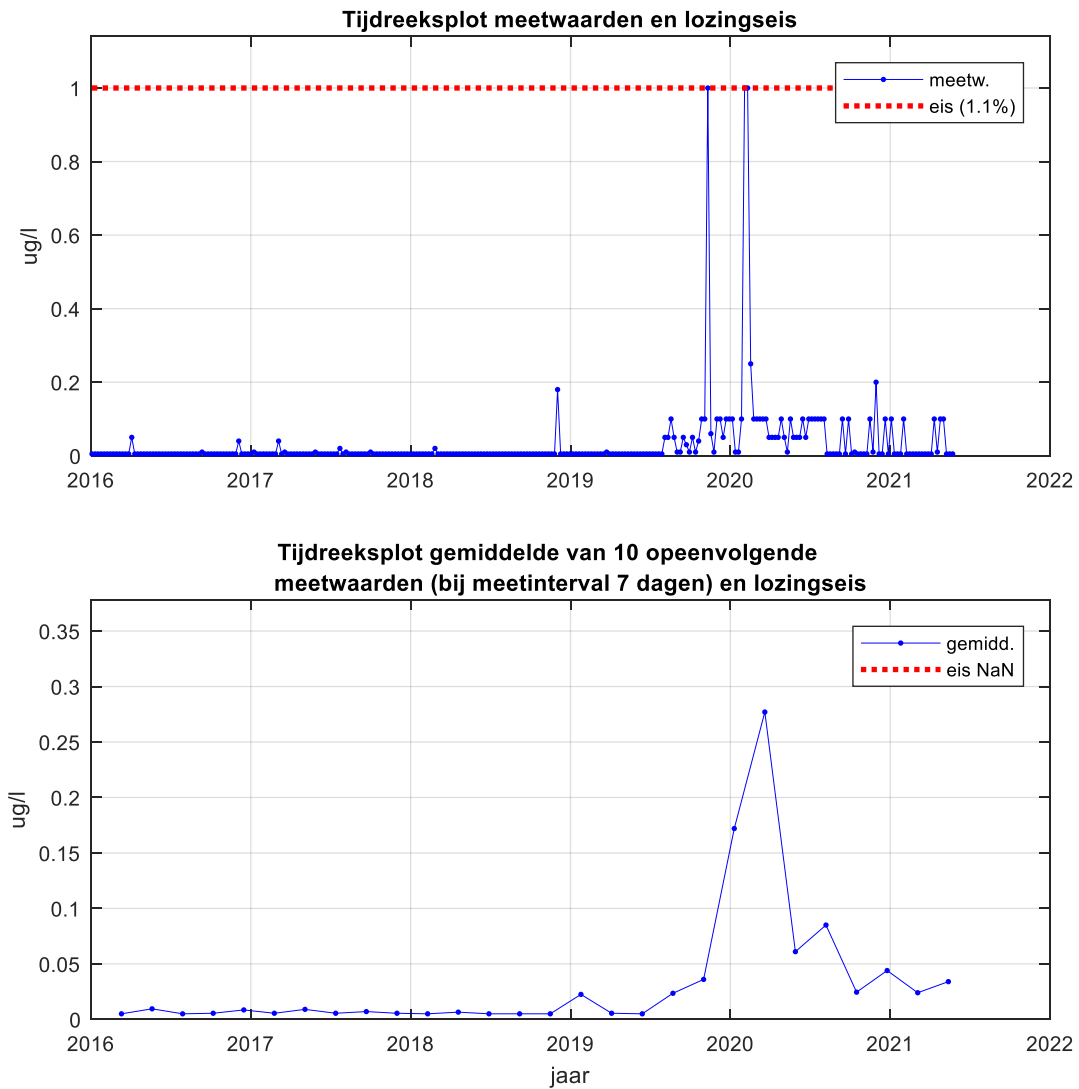 Tijdreeksplot meetwaarden en lozingseis
meetw.
eis (1.1%)
1
0.8
0.6
0.4
0.2
0
ug/l
2016 2017 2018 2019 2020 2021 2022
Tijdreeksplot gemiddelde van 10 opeenvolgende
meetwaarden (bij meetinterval 7 dagen) en lozingseis
gemidd.
eis NaN
0.35
0.3
0.25
0.2
0.15
0.1
0.05
0
ug/l
2016 2017 2018 2019 2020 2021 2022
jaar